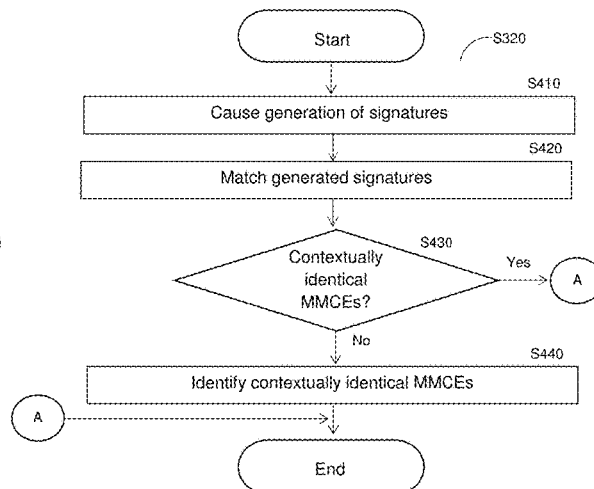 Start
S320
S410
Cause generation of signatures
S420
Match generated signatures
S430
Contextually
identical
MMCEs?
Yes
A
No
S440
Identify contextually identical MMCEs
A
End